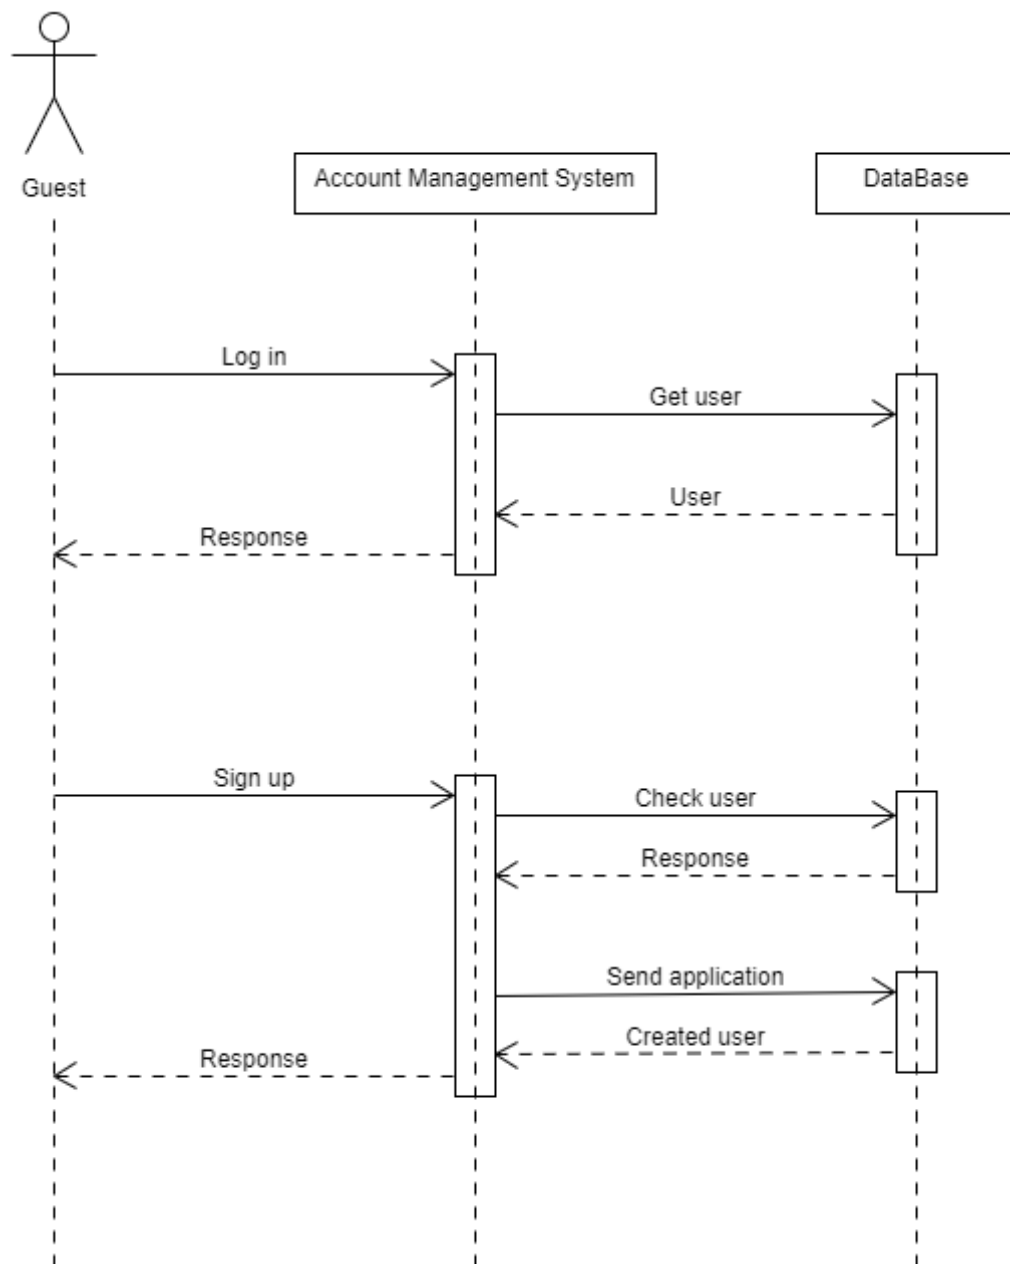 Guest
Account Management System
DataBase
Log in
Get user
User
Response
Sign up
Check user
Response
Send application
Created user
Response